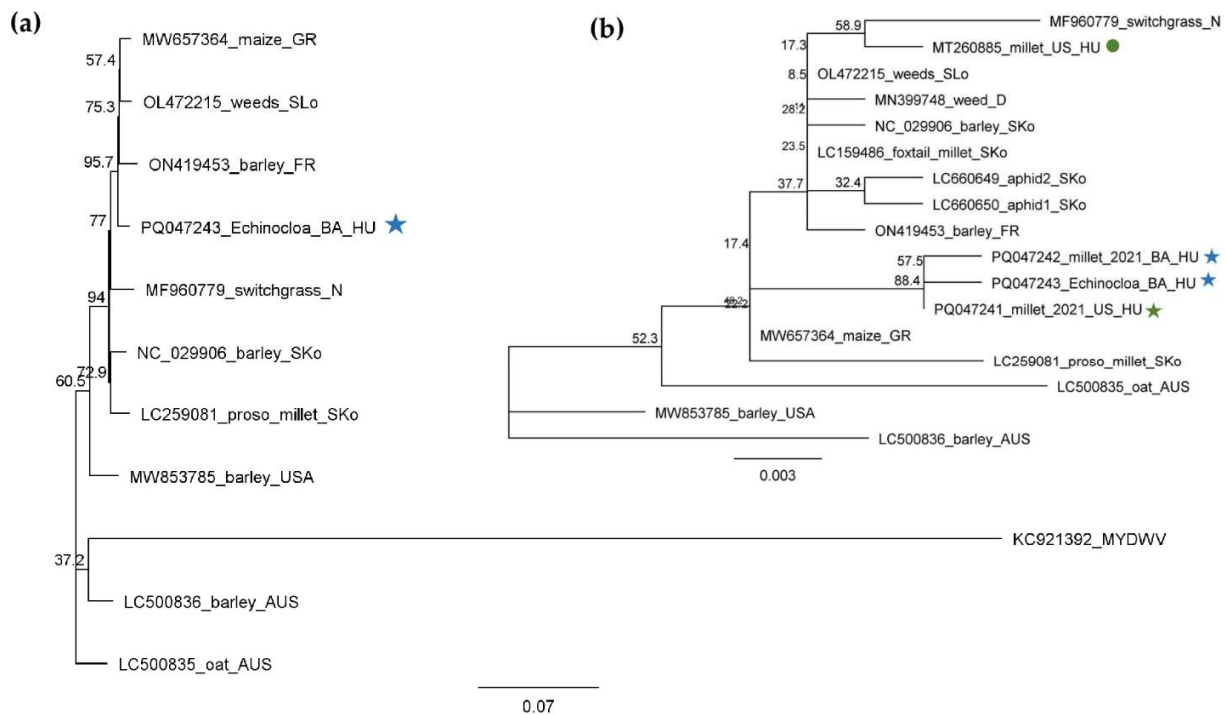 (a)
MW657364_maize_GR
57.4
OL472215_weeds_SLo
75.3
ON419453_barley_FR
95.7
PQ047243_Echinocloa_BA_HU
77
MF960779_switchgrass_N
94
NC_029906_barley_SKo
72.9
60.5
LC259081_proso_millet_SKo
MW853785_barley_USA
KC921392_MYDWV
37.2
LC500836_barley_AUS
LC500835_oat_AUS
0.07
(b)
MF960779_switchgrass_N
58.9
17.3
MT260885_millet_US_HU
8.5
OL472215_weeds_SLo
MN399748_weed_D
NC_029906_barley_SKo
23.5
LC159486_foxtail_millet_SKo
LC660649_aphid2_SKo
37.7
32.4
LC660650_aphid1_SKo
ON419453_barley_FR
17.4
PQ047242_millet_2021_BA_HU
57.5
88.4
PQ047243_Echinocloa_BA_HU
PQ047241_millet_2021_US_HU
MW657364_maize_GR
52.3
LC259081_proso_millet_SKo
LC500835_oat_AUS
MW853785_barley_USA
LC500836_barley_AUS
0.003